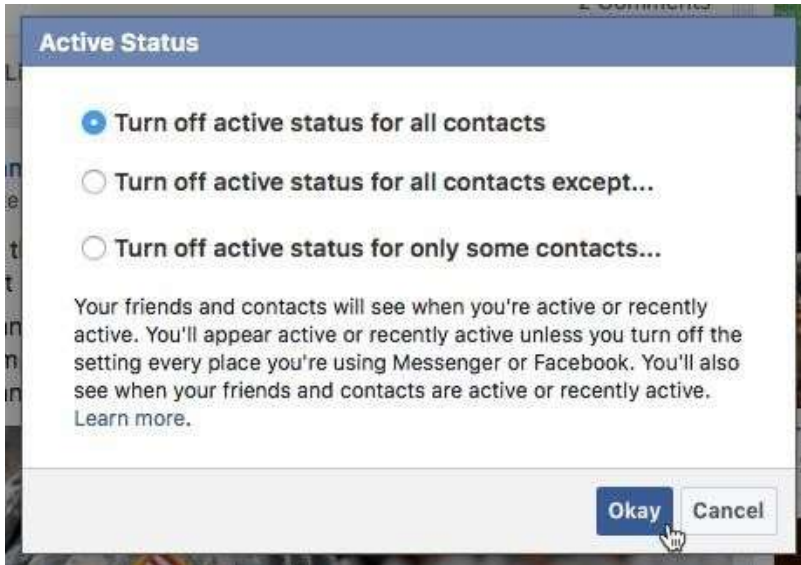 2 Comments
Active Status
Turn off active status for all contacts
Turn off active status for all contacts except...
Turn off active status for only some contacts...
Your friends and contacts will see when you're active or recently
active. You'll appear active or recently active unless you turn off the
setting every place you're using Messenger or Facebook. You'll also
see when your friends and contacts are active or recently active.
Learn more.
Okay Cancel